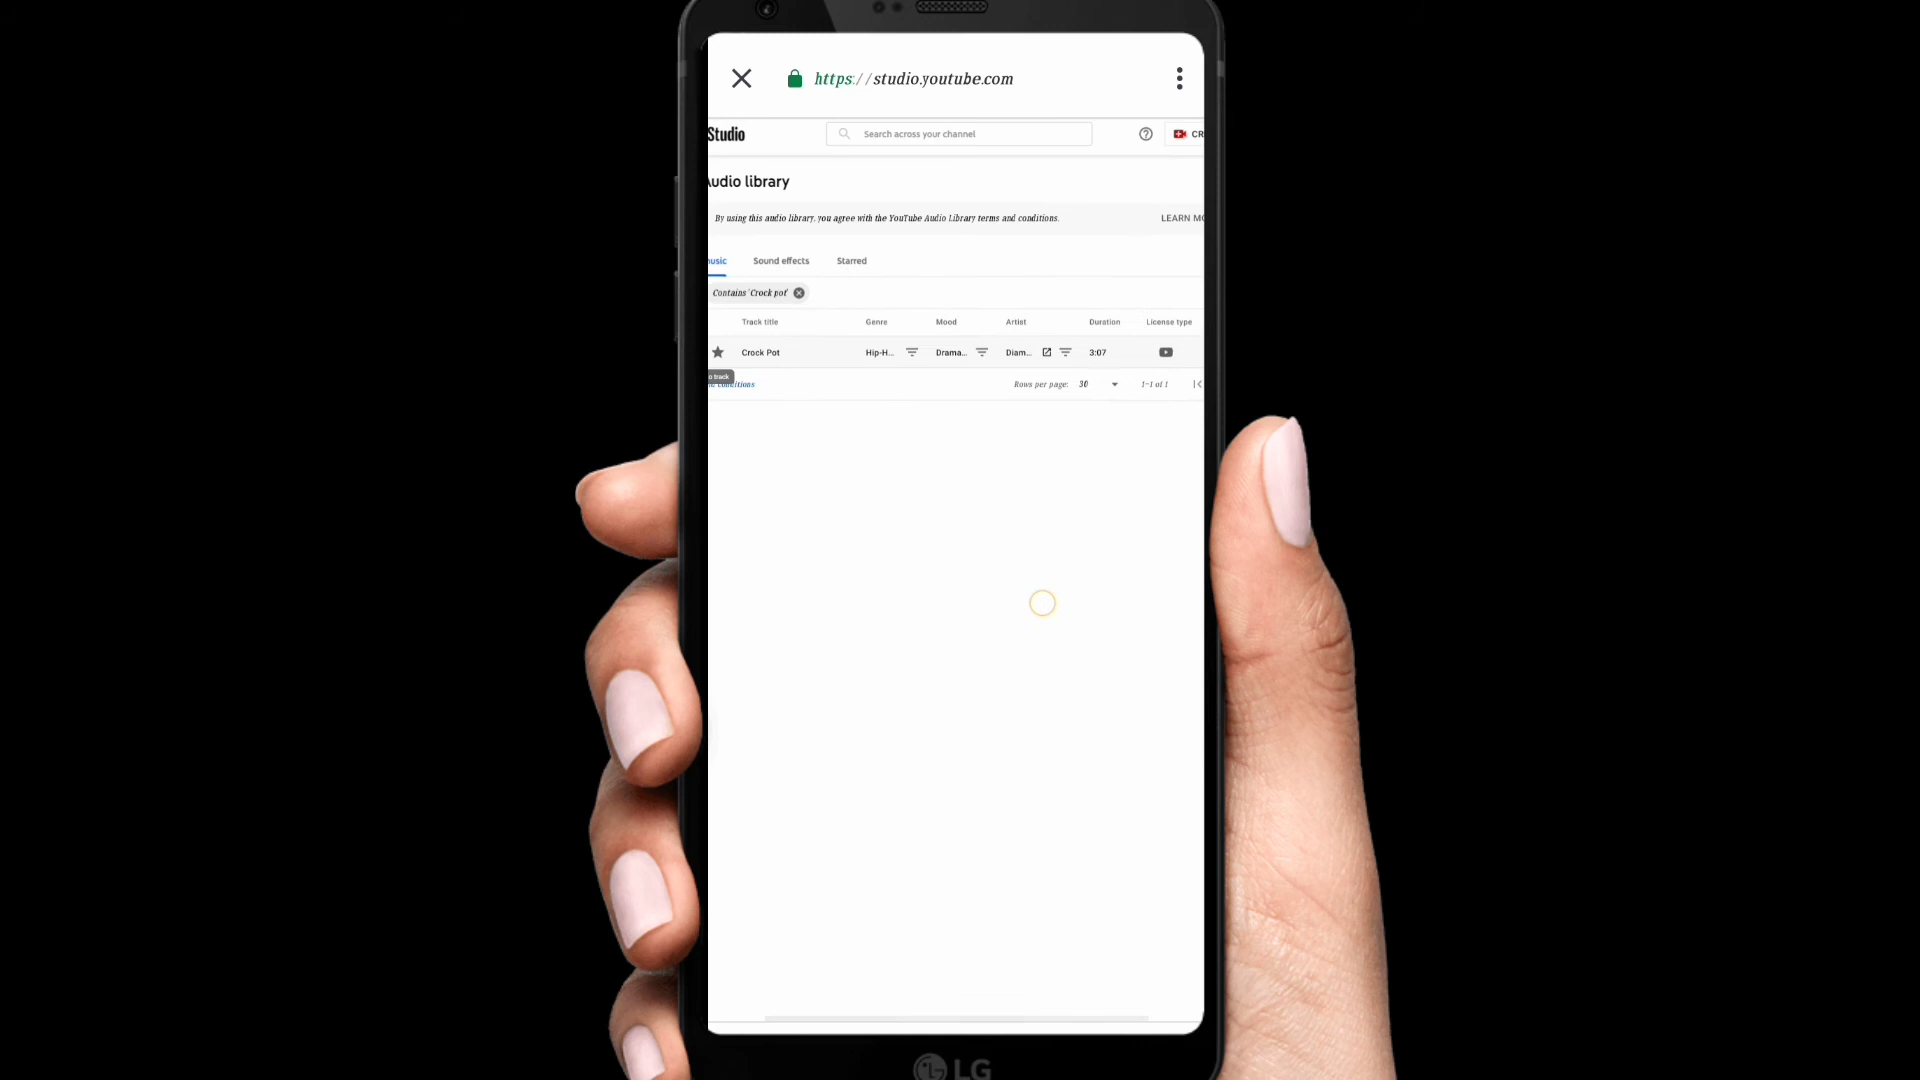 https://studio.youtube.com
Studio
Search across your channel
CR
Audio library
By using this audio library, you agree with the YouTube Audio Library terms and conditions.
LEARN MO
music
Sound effects
Starred
Contains 'Crock pot'
Track title
Genre
Mood
Artist
Duration
License type
Crock Pot
Hip-H...
Drama...
Diam...
3:07
o track
conditions
Rows per page:
30
1-1 of 1
LG